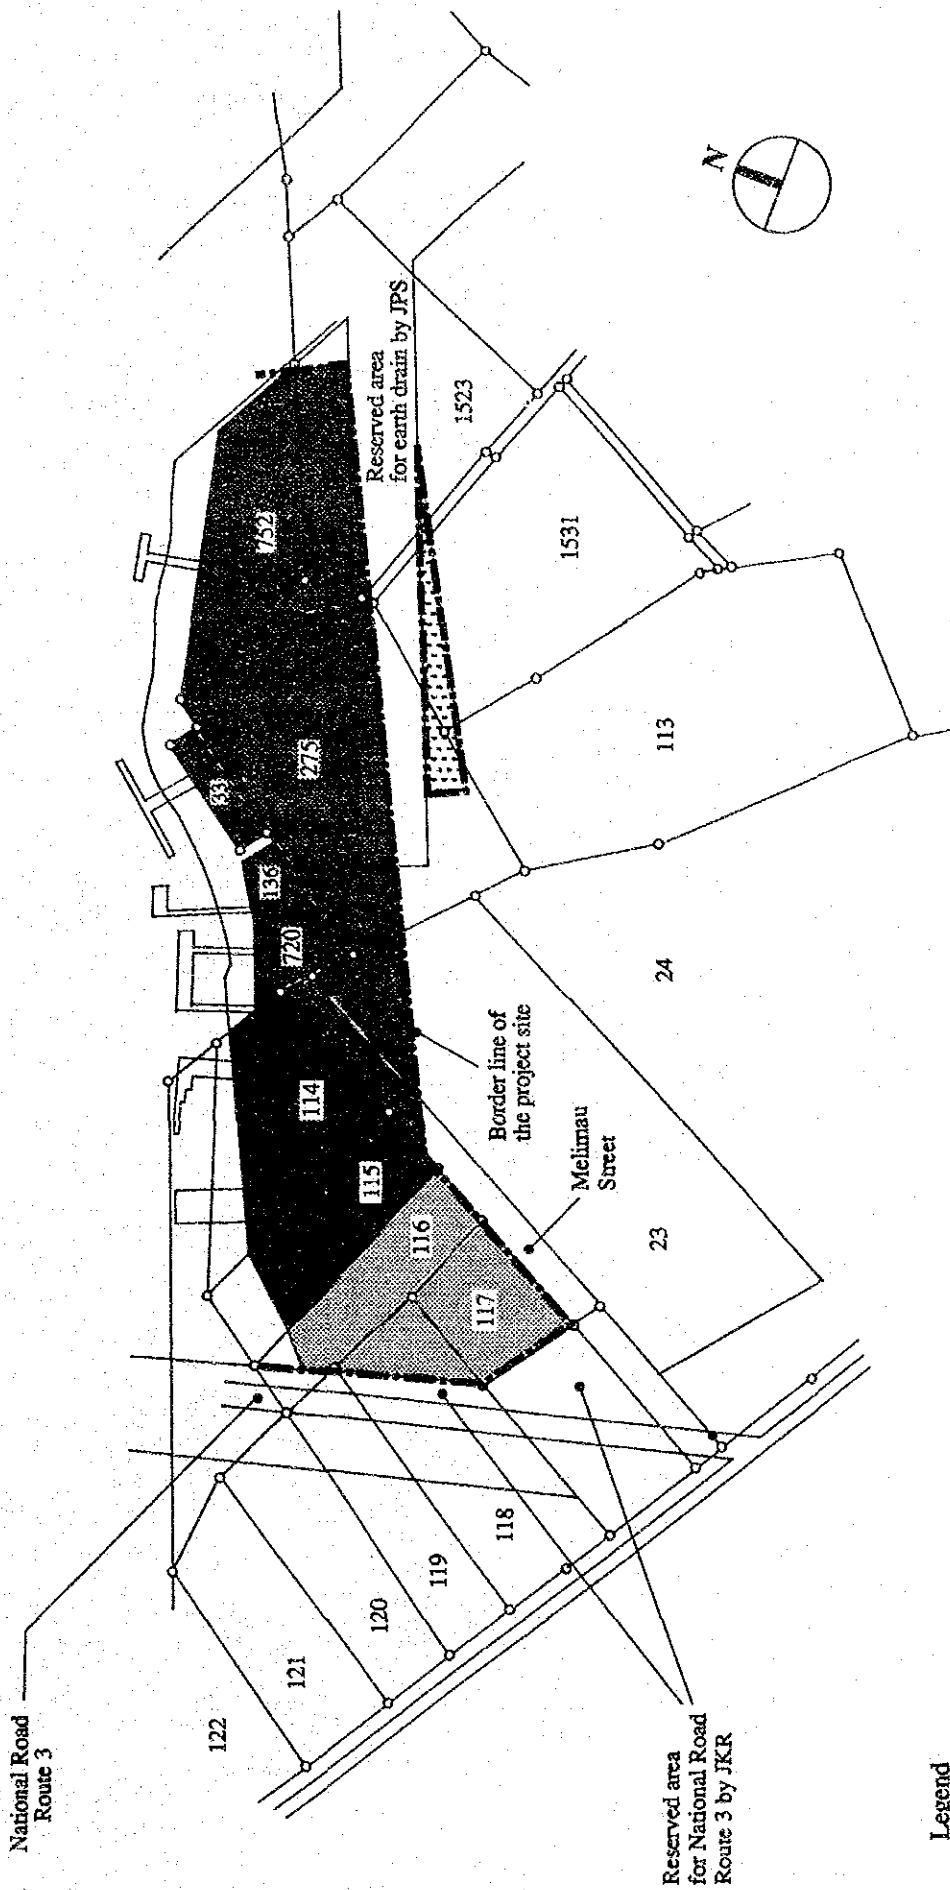 National Road
Route 3
N
Reserved area
for earth drain by JPS
752
275
33
136
720
114
115
116
117
1523
1531
113
24
23
Border line of
the project site
Melimau
Street
118
119
120
121
122
Reserved area
for National Road
Route 3 by JKR
Legend